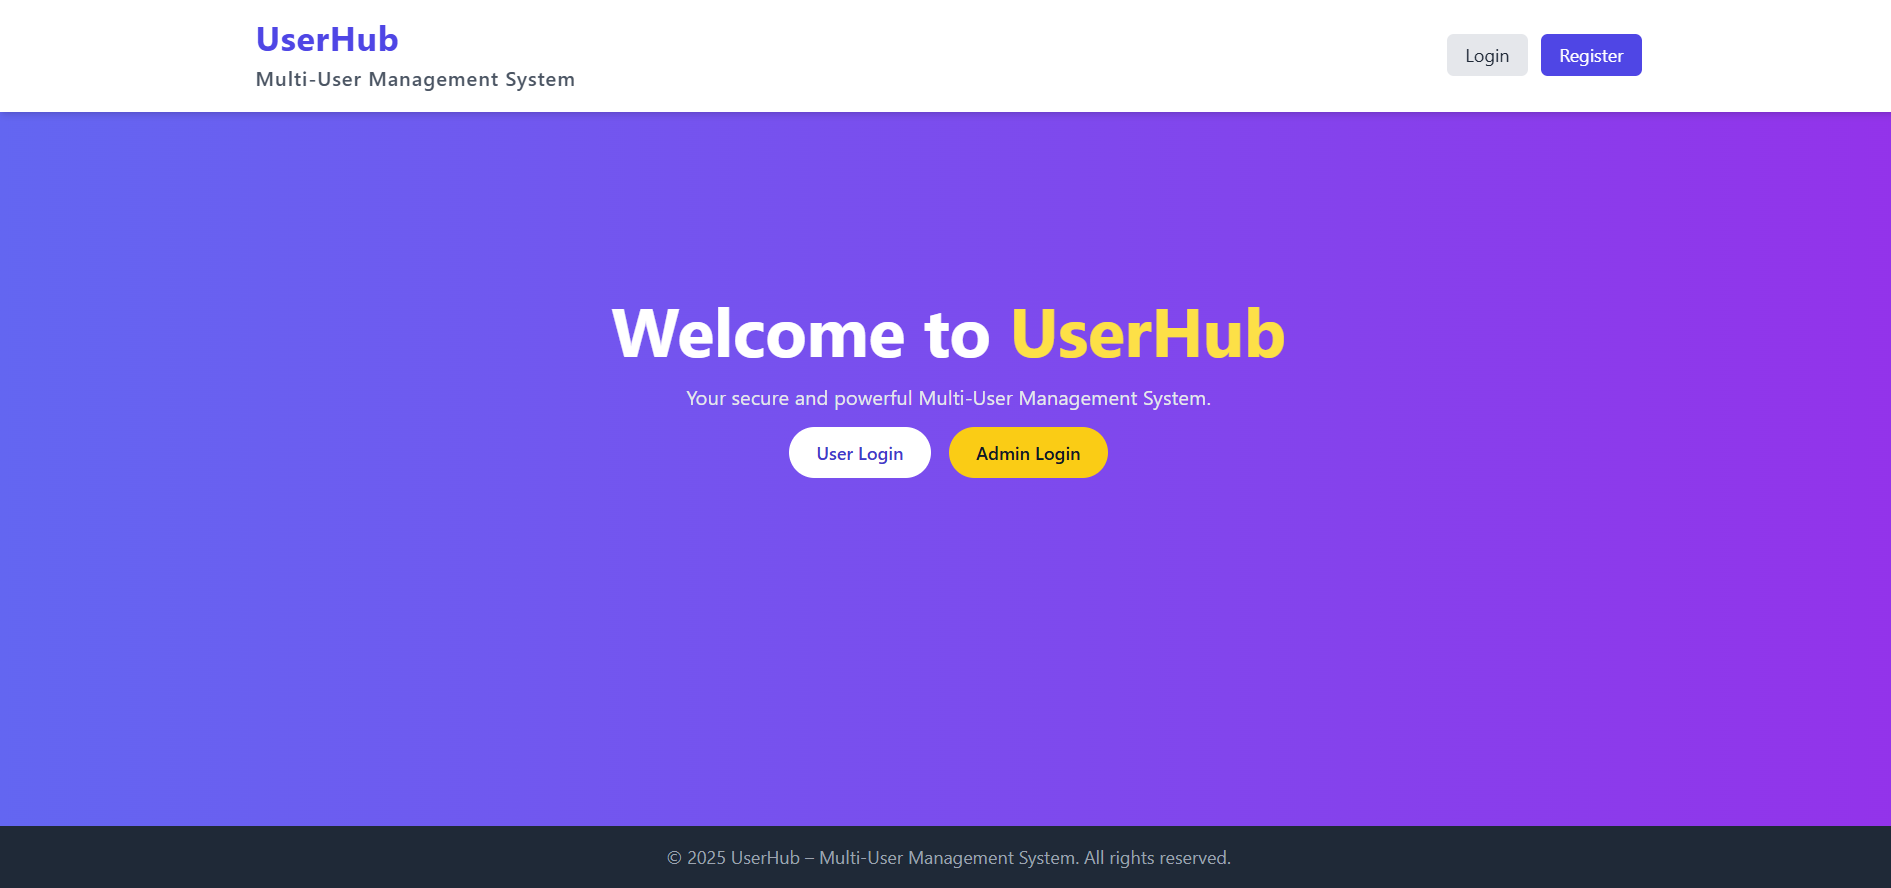 UserHub
Multi-User Management System
Login
Register
Welcome to UserHub
Your secure and powerful Multi-User Management System.
User Login
Admin Login
© 2025 UserHub – Multi-User Management System. All rights reserved.